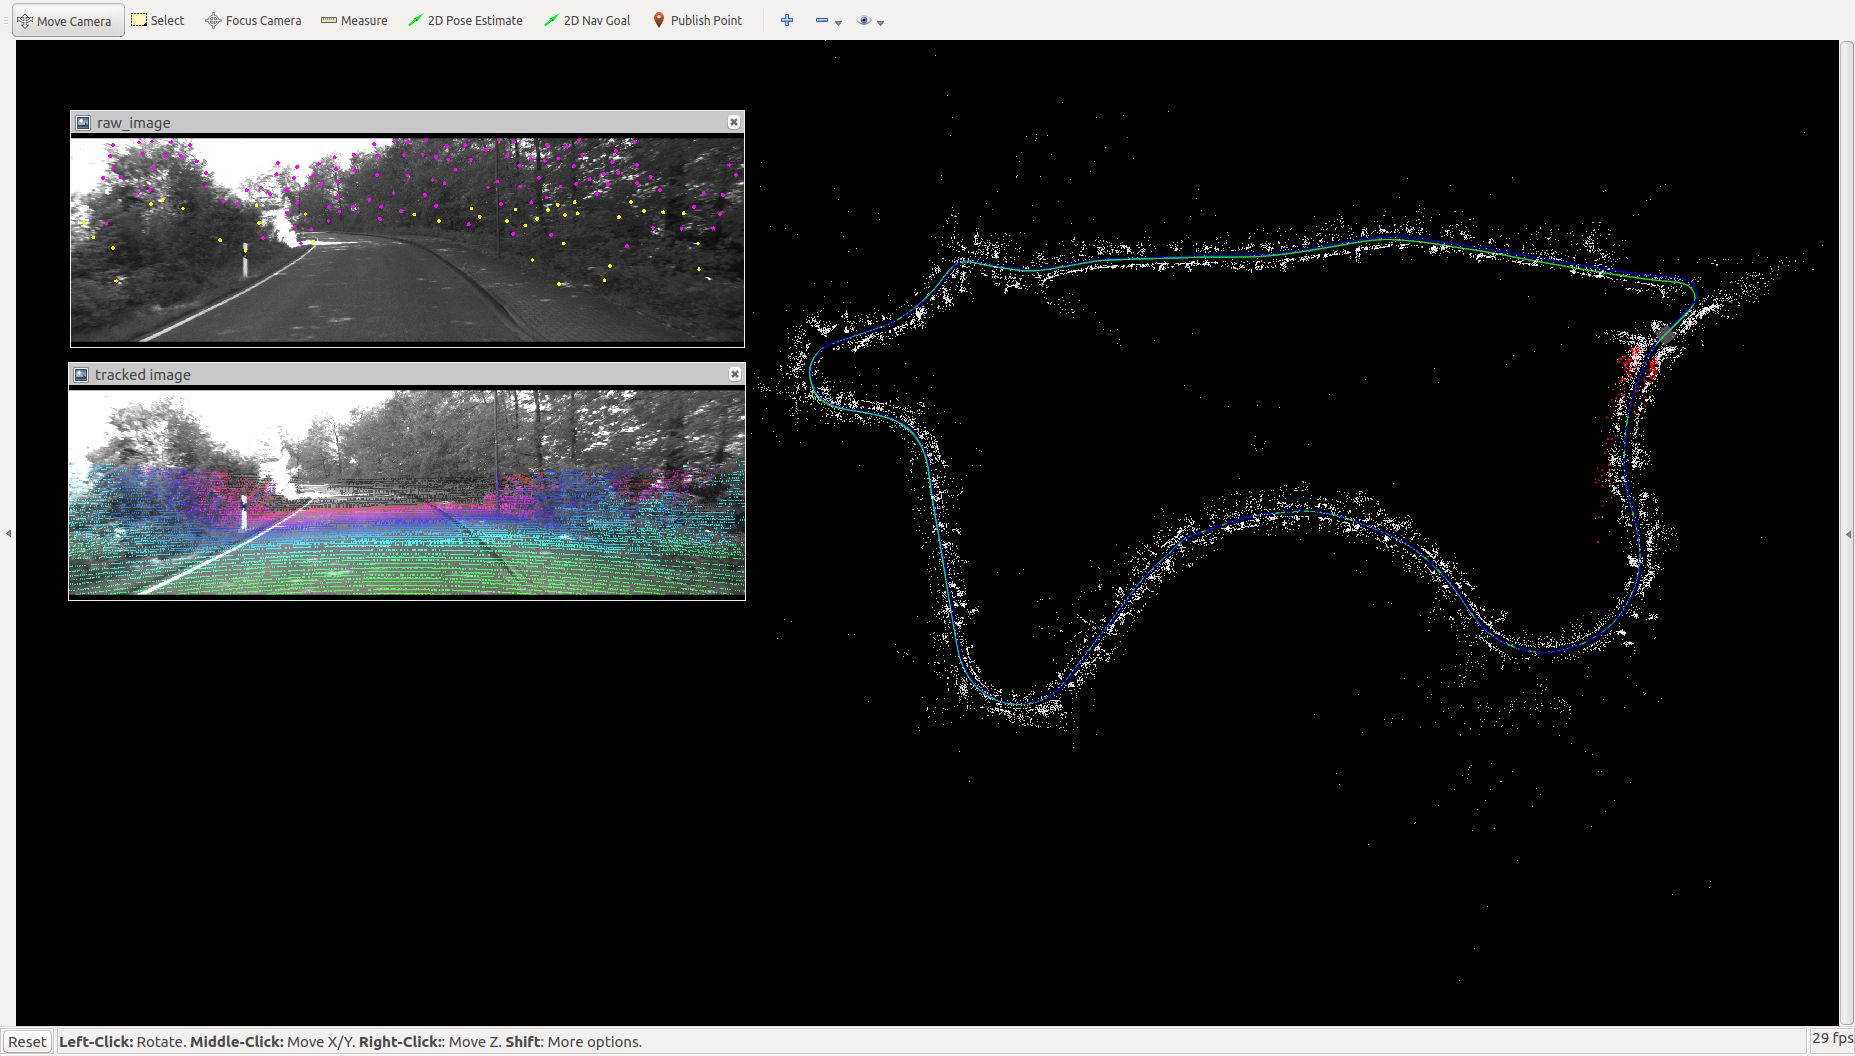 Move Camera Select Focus Camera Measure 2D Pose Estimate 2D Nav Goal Publish Point
raw_image
tracked image
Reset Left-Click: Rotate. Middle-Click: Move X/Y. Right-Click:: Move Z. Shift: More options. 29 fps